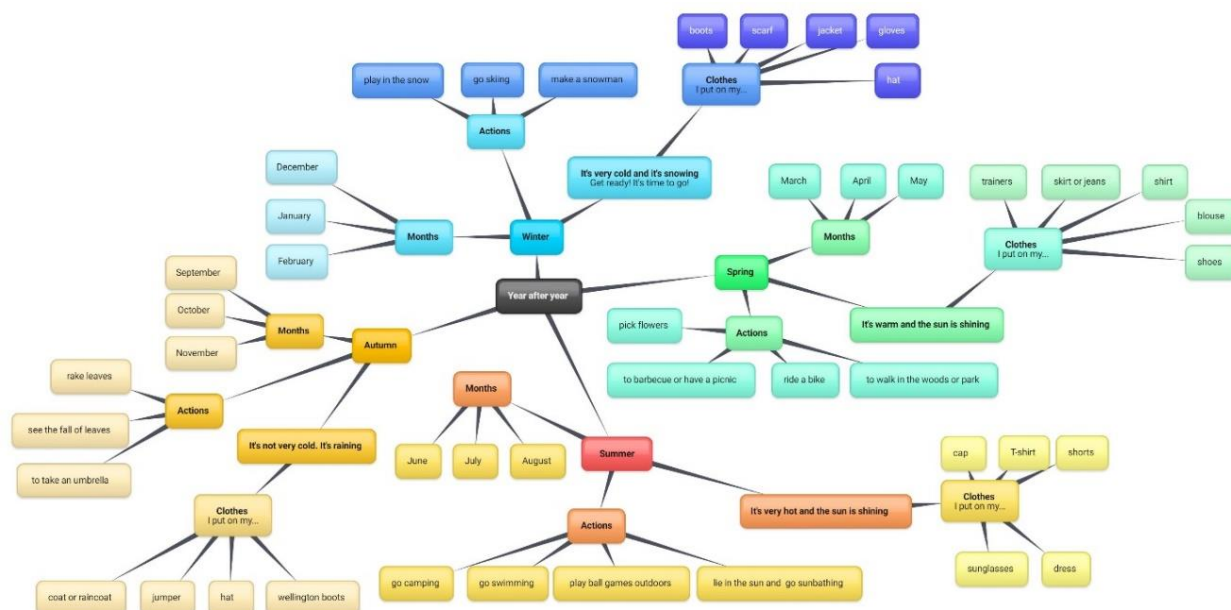 Year after year
Winter
Months
December
January
February
Actions
play in the snow
go skiing
make a snowman
It's very cold and it's snowing
Get ready! It's time to go!
Clothes
I put on my...
boots
scarf
jacket
gloves
hat
Spring
Months
March
April
May
Actions
pick flowers
to barbecue or have a picnic
ride a bike
to walk in the woods or park
It's warm and the sun is shining
Clothes
I put on my...
trainers
skirt or jeans
shirt
blouse
shoes
Summer
Months
June
July
August
Actions
go camping
go swimming
play ball games outdoors
lie in the sun and go sunbathing
It's very hot and the sun is shining
Clothes
I put on my...
cap
T-shirt
shorts
sunglasses
dress
Autumn
Months
September
October
November
Actions
rake leaves
see the fall of leaves
to take an umbrella
It's not very cold. It's raining
Clothes
I put on my...
coat or raincoat
jumper
hat
wellington boots